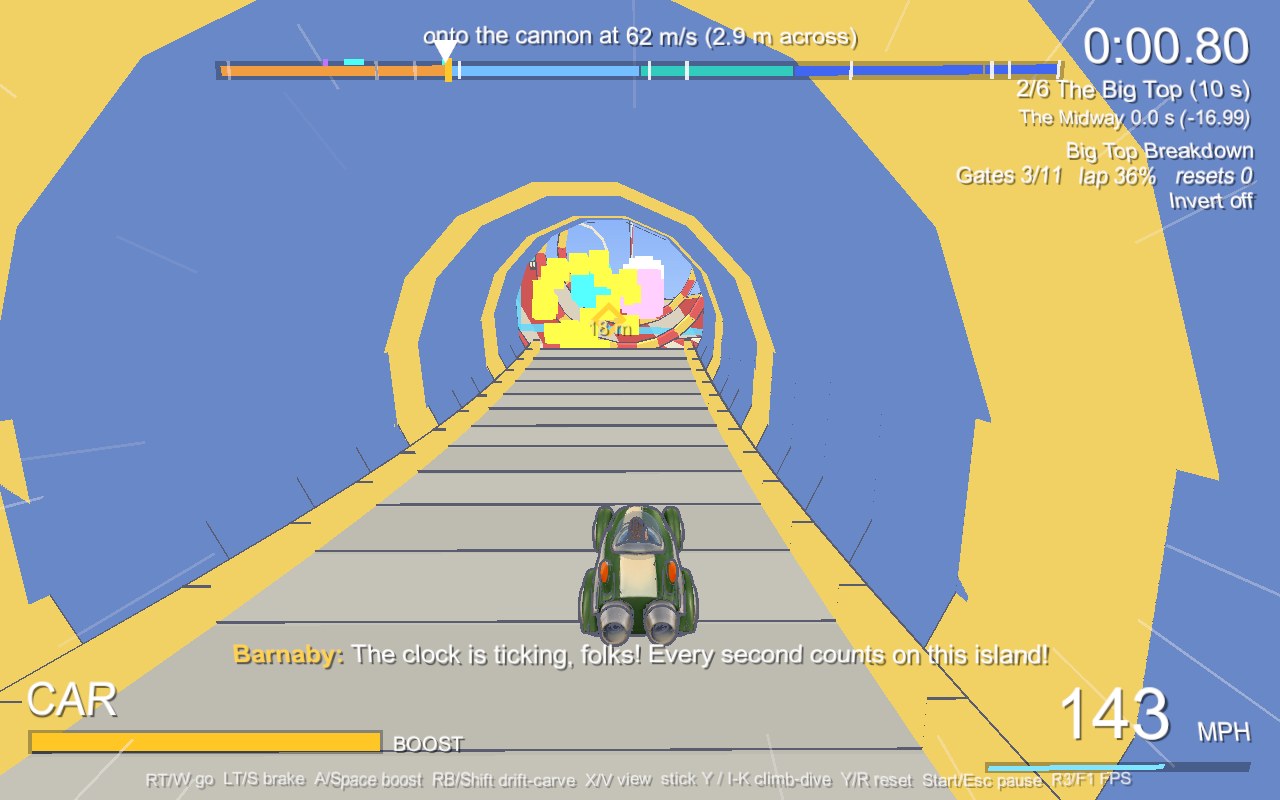 onto the cannon at 62 m/s (2.9 m across)
0:00.80
2/6 The Big Top (10 s)
The Midway 0.0 s (-16.99)
Big Top Breakdown
Gates 3/11 lap 36% resets 0
Invert off
18 m
Barnaby: The clock is ticking, folks! Every second counts on this island!
CAR
BOOST
143 MPH
RT/W go LT/S brake A/Space boost RB/Shift drift-carve X/V view stick Y / I-K climb-dive Y/R reset Start/Esc pause R3/F1 FPS